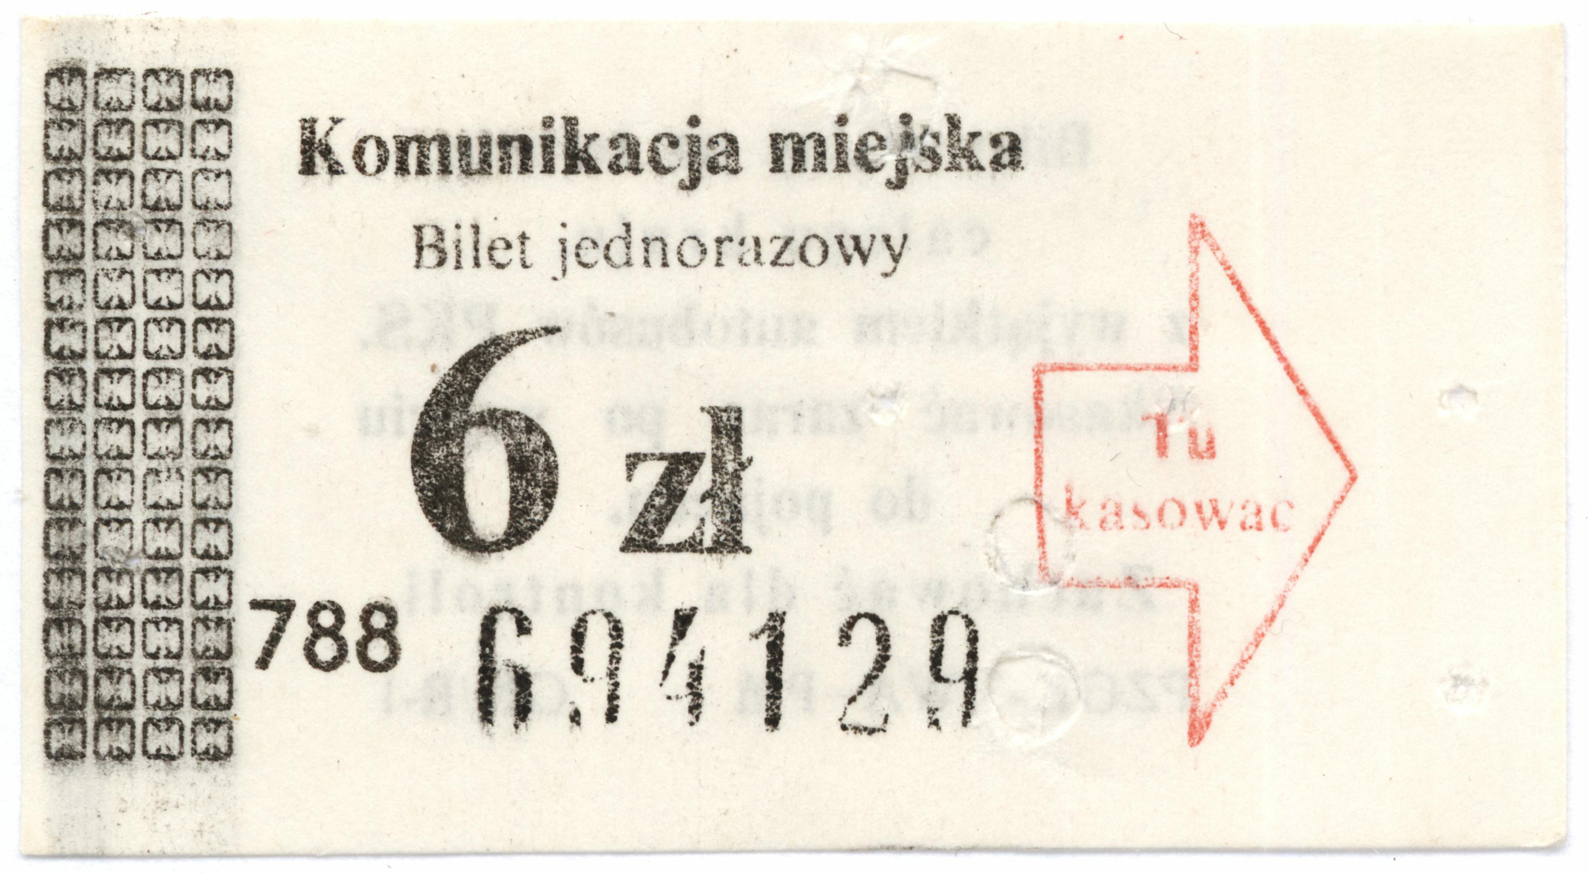 Komunikacja miejska
Bilet jednorazowy
6 zł
Tu
kasowac
788 694129